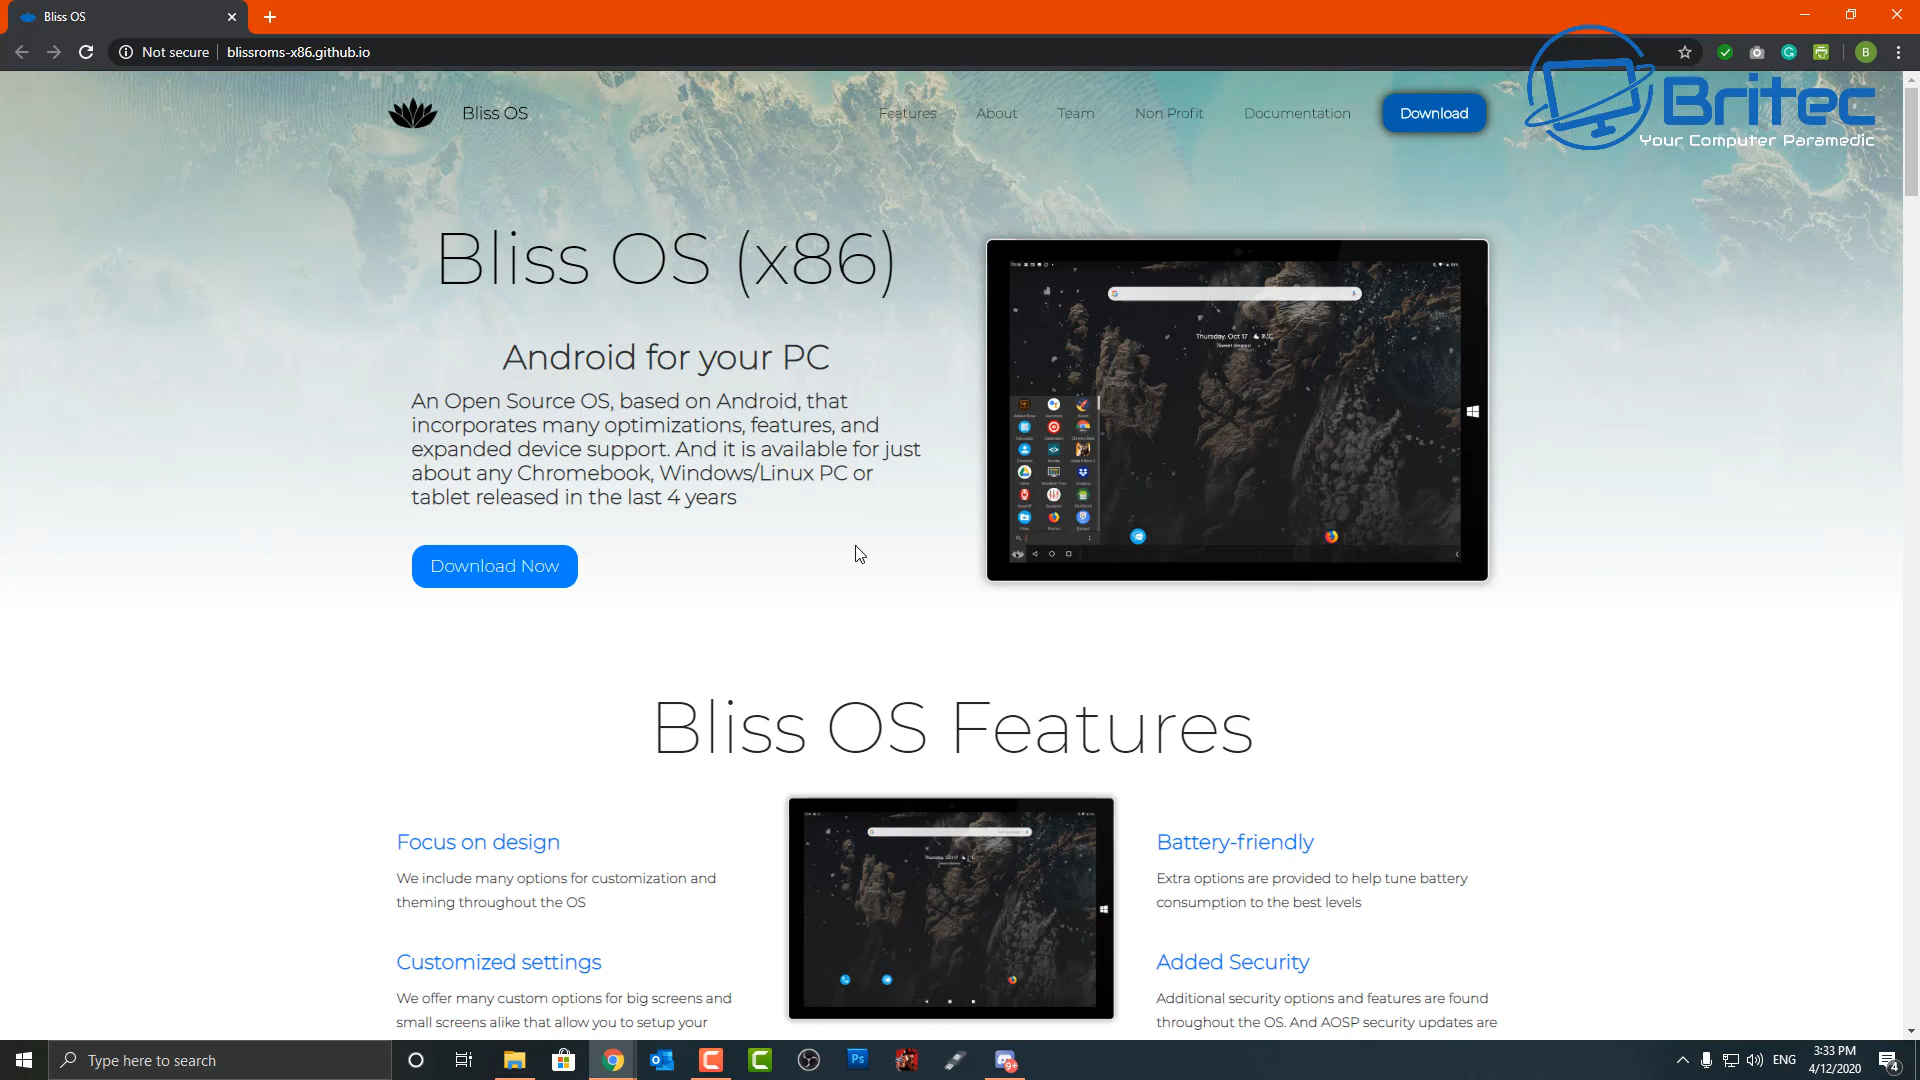 Bliss OS
Not secure
blissroms-x86.github.io
B
Bliss OS
Features
About
Team
Non Profit
Documentation
Download
Britec
Your Computer Paramedic
Bliss OS (x86)
Android for your PC
An Open Source OS, based on Android, that
incorporates many optimizations, features, and
expanded device support. And it is available for just
about any Chromebook, Windows/Linux PC or
tablet released in the last 4 years
Download Now
Thursday, Oct 17
Bliss OS Features
Focus on design
We include many options for customization and
theming throughout the OS
Customized settings
We offer many custom options for big screens and
small screens alike that allow you to setup your
Battery-friendly
Extra options are provided to help tune battery
consumption to the best levels
Added Security
Additional security options and features are found
throughout the OS. And AOSP security updates are
Type here to search
Ps
9+
ENG
3:33 PM
4/12/2020
4